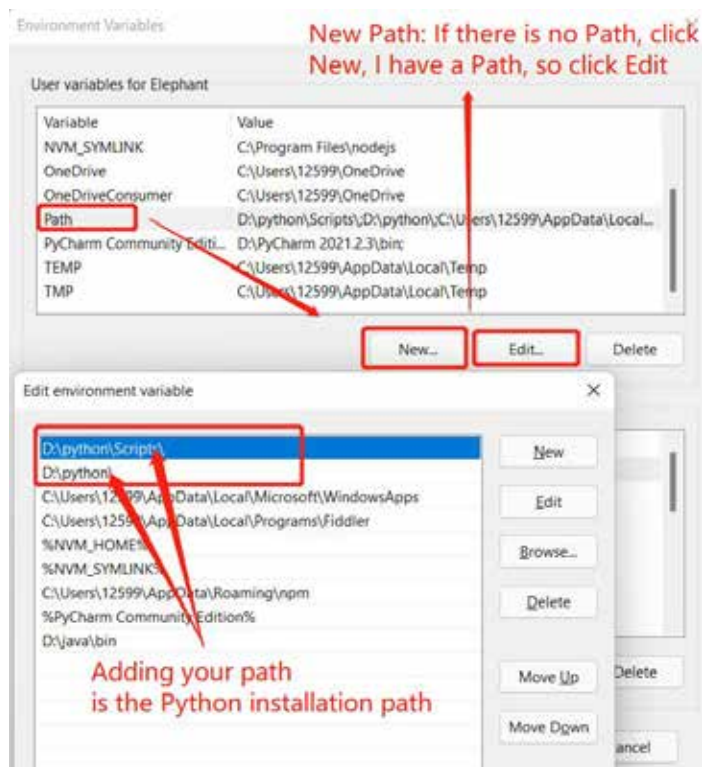 Environment Variables
New Path: If there is no Path, click
New, I have a Path, so click Edit
User variables for Elephant
Variable Value
NVM_SYMLINK C:\Program Files\nodejs
OneDrive C:\Users\12599\OneDrive
OneDriveConsumer C:\Users\12599\OneDrive
Path D:\python\Scripts\;D:\python\;C:\Users\12599\AppData\Local...
PyCharm Community Editi... D:\PyCharm 2021.2.3\bin;
TEMP C:\Users\12599\AppData\Local\Temp
TMP C:\Users\12599\AppData\Local\Temp
New... Edit... Delete
Edit environment variable
D:\python\Scripts\
D:\python\
C:\Users\12599\AppData\Local\Microsoft\WindowsApps
C:\Users\12599\AppData\Local\Programs\Fiddler
%NVM_HOME%
%NVM_SYMLINK%
C:\Users\12599\AppData\Roaming\npm
%PyCharm Community Edition%
D:\java\bin
New
Edit
Browse...
Delete
Move Up
Move Down
Delete
ancel
Adding your path
is the Python installation path